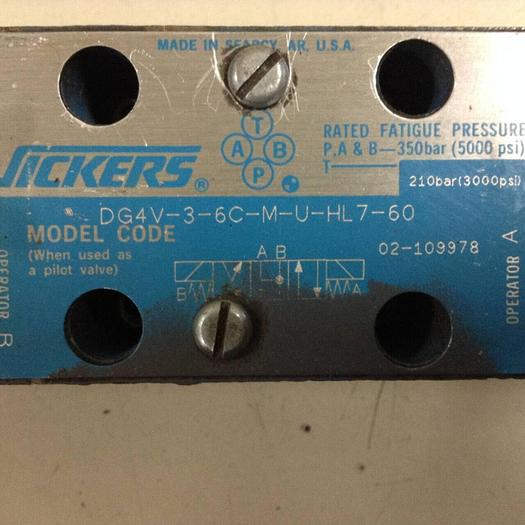 MADE IN SEARCY, AR, U.S.A.
T
A B
P
VICKERS®
RATED FATIGUE PRESSURE
P,A & B—350bar (5000 psi)
T— 210bar(3000psi)
DG4V-3-6C-M-U-HL7-60
MODEL CODE
(When used as
a pilot valve)
02-109978
A B
B A
OPERATOR B
OPERATOR A